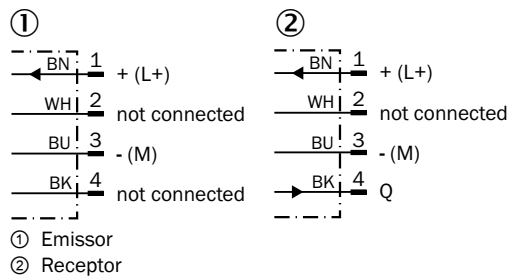 ①
BN 1 + (L+)
WH 2 not connected
BU 3 - (M)
BK 4 not connected
②
BN 1 + (L+)
WH 2 not connected
BU 3 - (M)
BK 4 Q
① Emissor
② Receptor